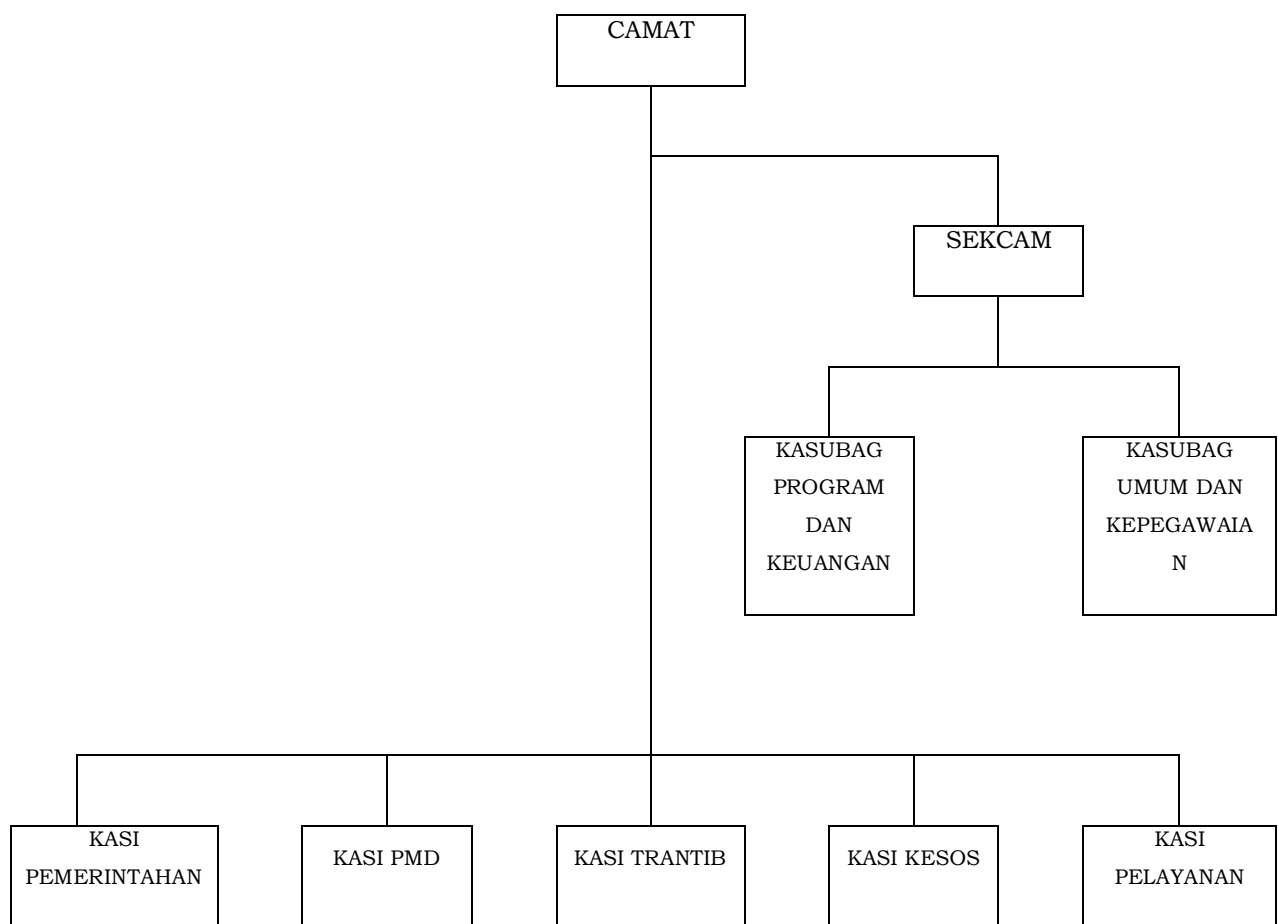 CAMAT
SEKCAM
KASUBAG
PROGRAM
DAN
KEUANGAN
KASUBAG
UMUM DAN
KEPEGAWAIA
N
KASI
PEMERINTAHAN
KASI PMD
KASI TRANTIB
KASI KESOS
KASI
PELAYANAN